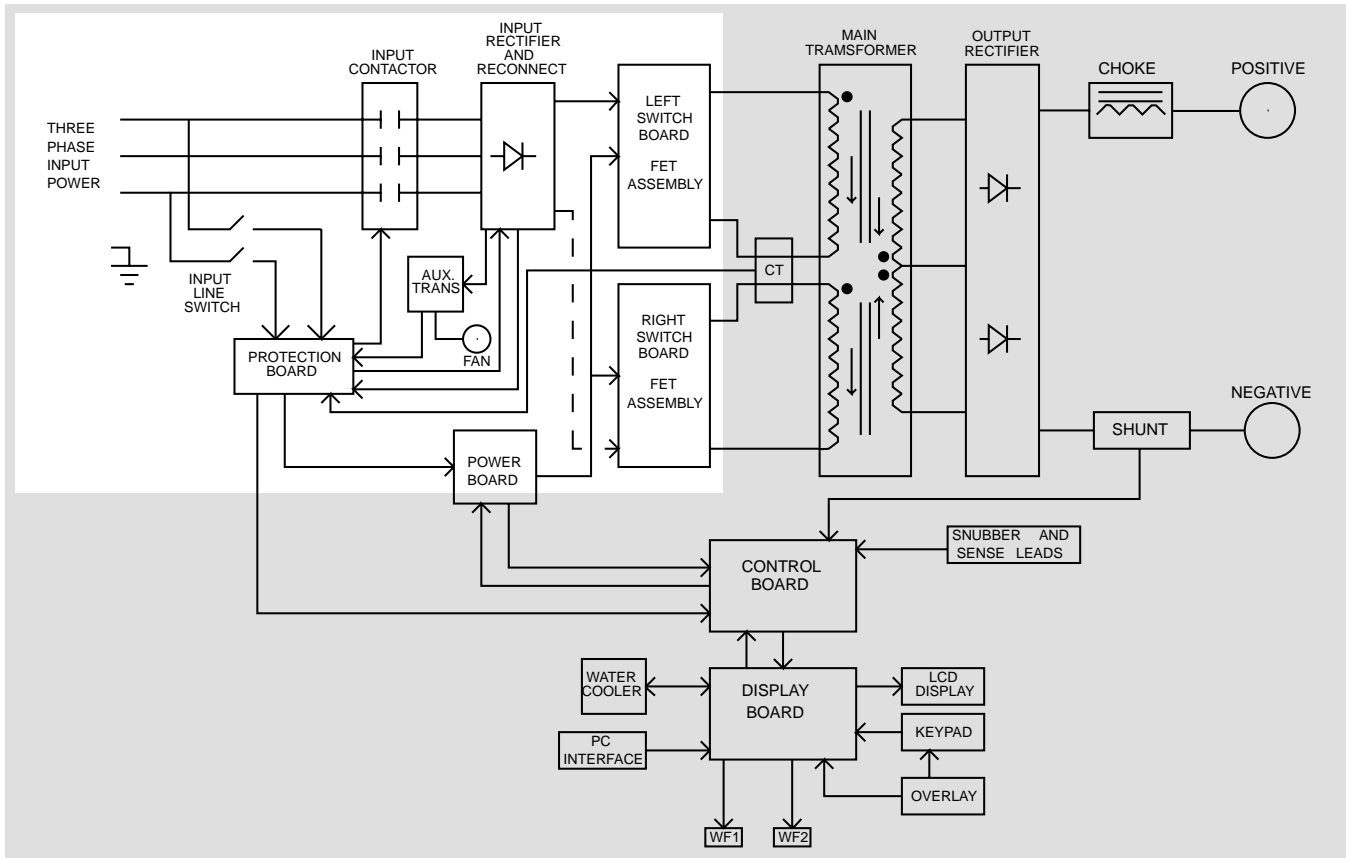 INPUT
RECTIFIER
AND
RECONNECT
INPUT
CONTACTOR
MAIN
TRAMSFORMER
OUTPUT
RECTIFIER
CHOKE
POSITIVE
THREE
PHASE
INPUT
POWER
LEFT
SWITCH
BOARD
FET
ASSEMBLY
INPUT
LINE
SWITCH
AUX.
TRANS
FAN
CT
PROTECTION
BOARD
RIGHT
SWITCH
BOARD
FET
ASSEMBLY
NEGATIVE
SHUNT
POWER
BOARD
SNUBBER AND
SENSE LEADS
CONTROL
BOARD
WATER
COOLER
DISPLAY
BOARD
LCD
DISPLAY
PC
INTERFACE
KEYPAD
OVERLAY
WF1
WF2